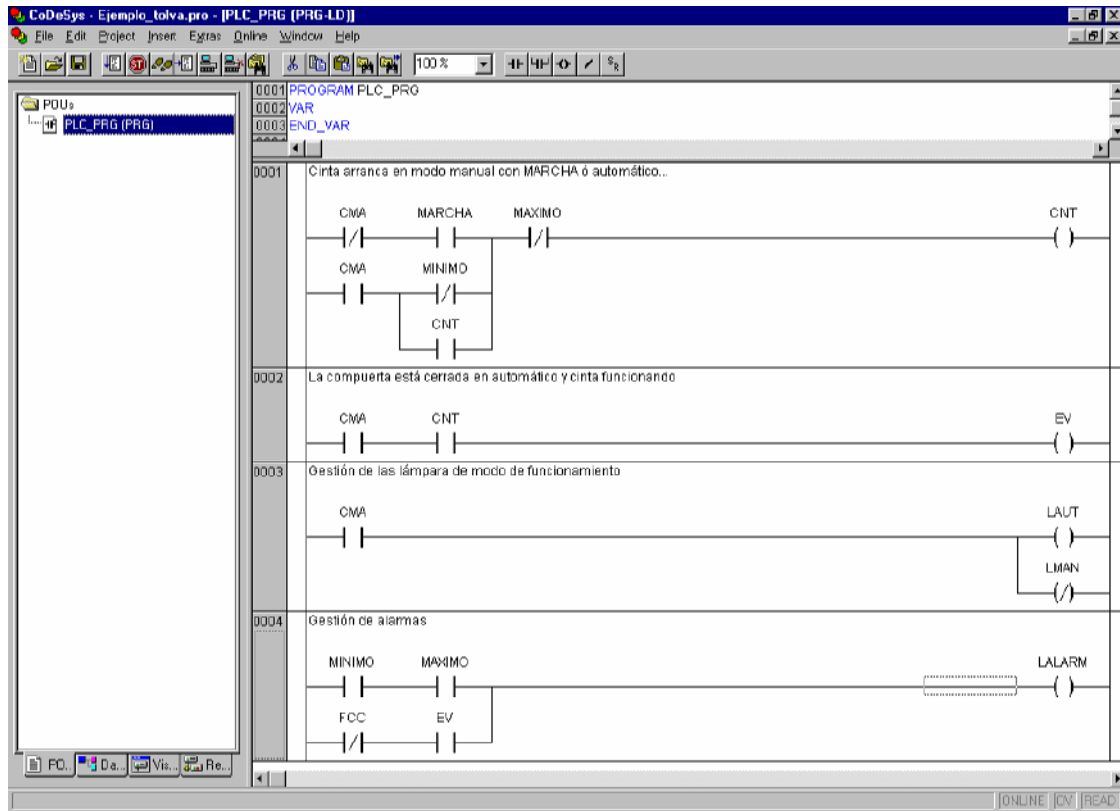 CoDeSys - Ejemplo_tolva.pro - [PLC_PRG (PRG-LD)]
File Edit Project Insert Extras Online Window Help
100 %
POUs
PLC_PRG (PRG)
0001 PROGRAM PLC_PRG
0002 VAR
0003 END_VAR
0001 Cinta arranca en modo manual con MARCHA ó automático...
CMA MARCHA MAXIMO CNT
CMA MINIMO
CNT
0002 La compuerta está cerrada en automático y cinta funcionando
CMA CNT EV
0003 Gestión de las lámpara de modo de funcionamiento
CMA LAUT
LMAN
0004 Gestión de alarmas
MINIMO MAXIMO LALARM
FCC EV
PO... Da... Vis... Re...
ONLINE OV READ